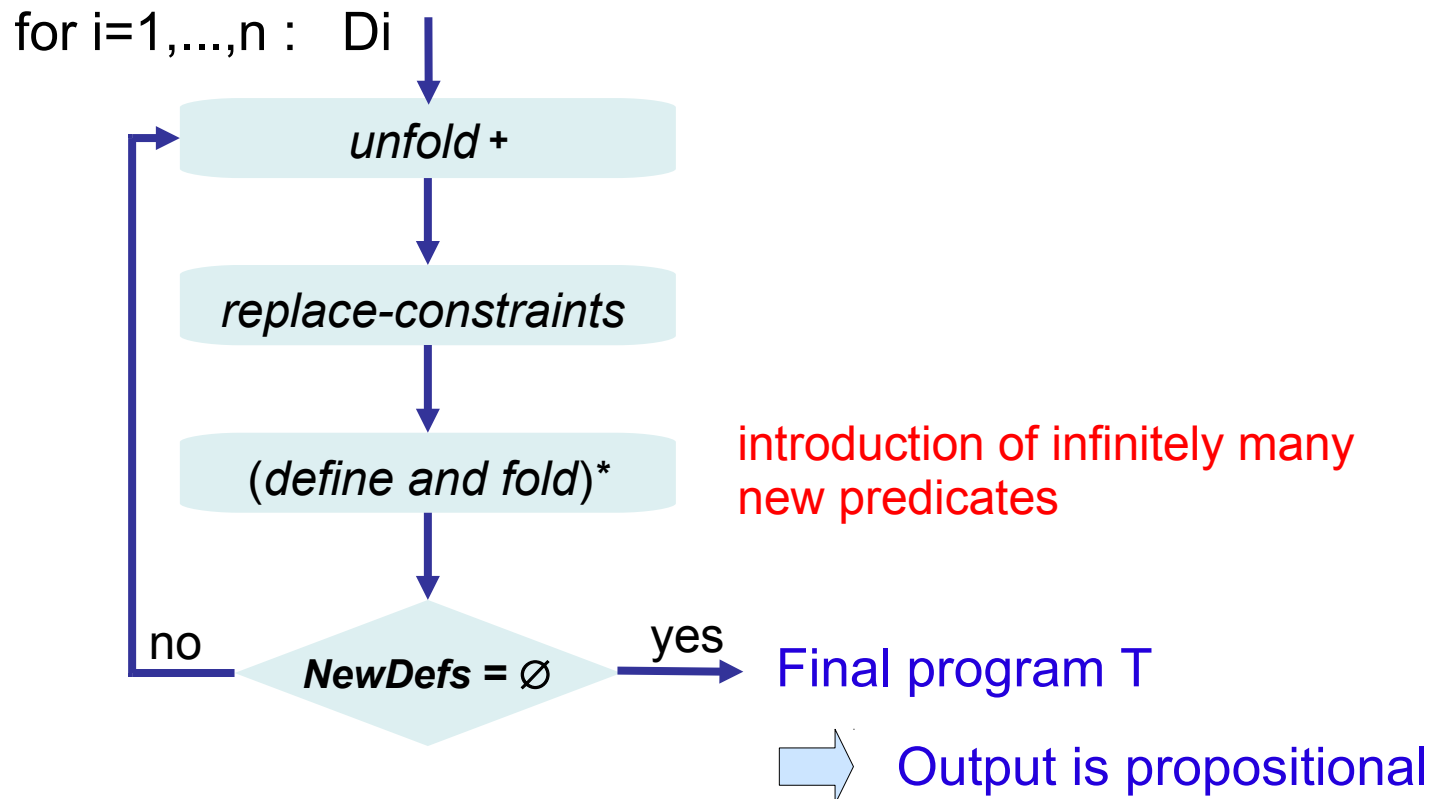 for i=1,...,n :   Di
unfold +
replace-constraints
(define and fold)*
introduction of infinitely many
new predicates
no
NewDefs = ∅
yes
Final program T
Output is propositional